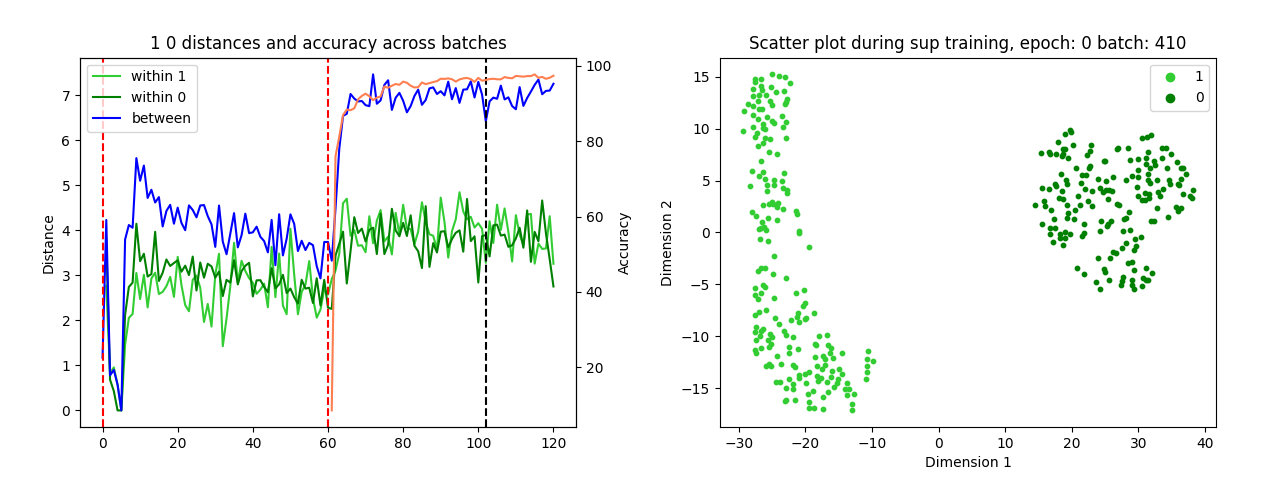 1 0 distances and accuracy across batches
within 1
within 0
between
7
6
5
4
3
2
1
0
Distance
0 20 40 60 80 100 120
100
80
60
40
20
Accuracy
Scatter plot during sup training, epoch: 0 batch: 410
1
0
15
10
5
0
−5
−10
−15
Dimension 2
−30 −20 −10 0 10 20 30 40
Dimension 1